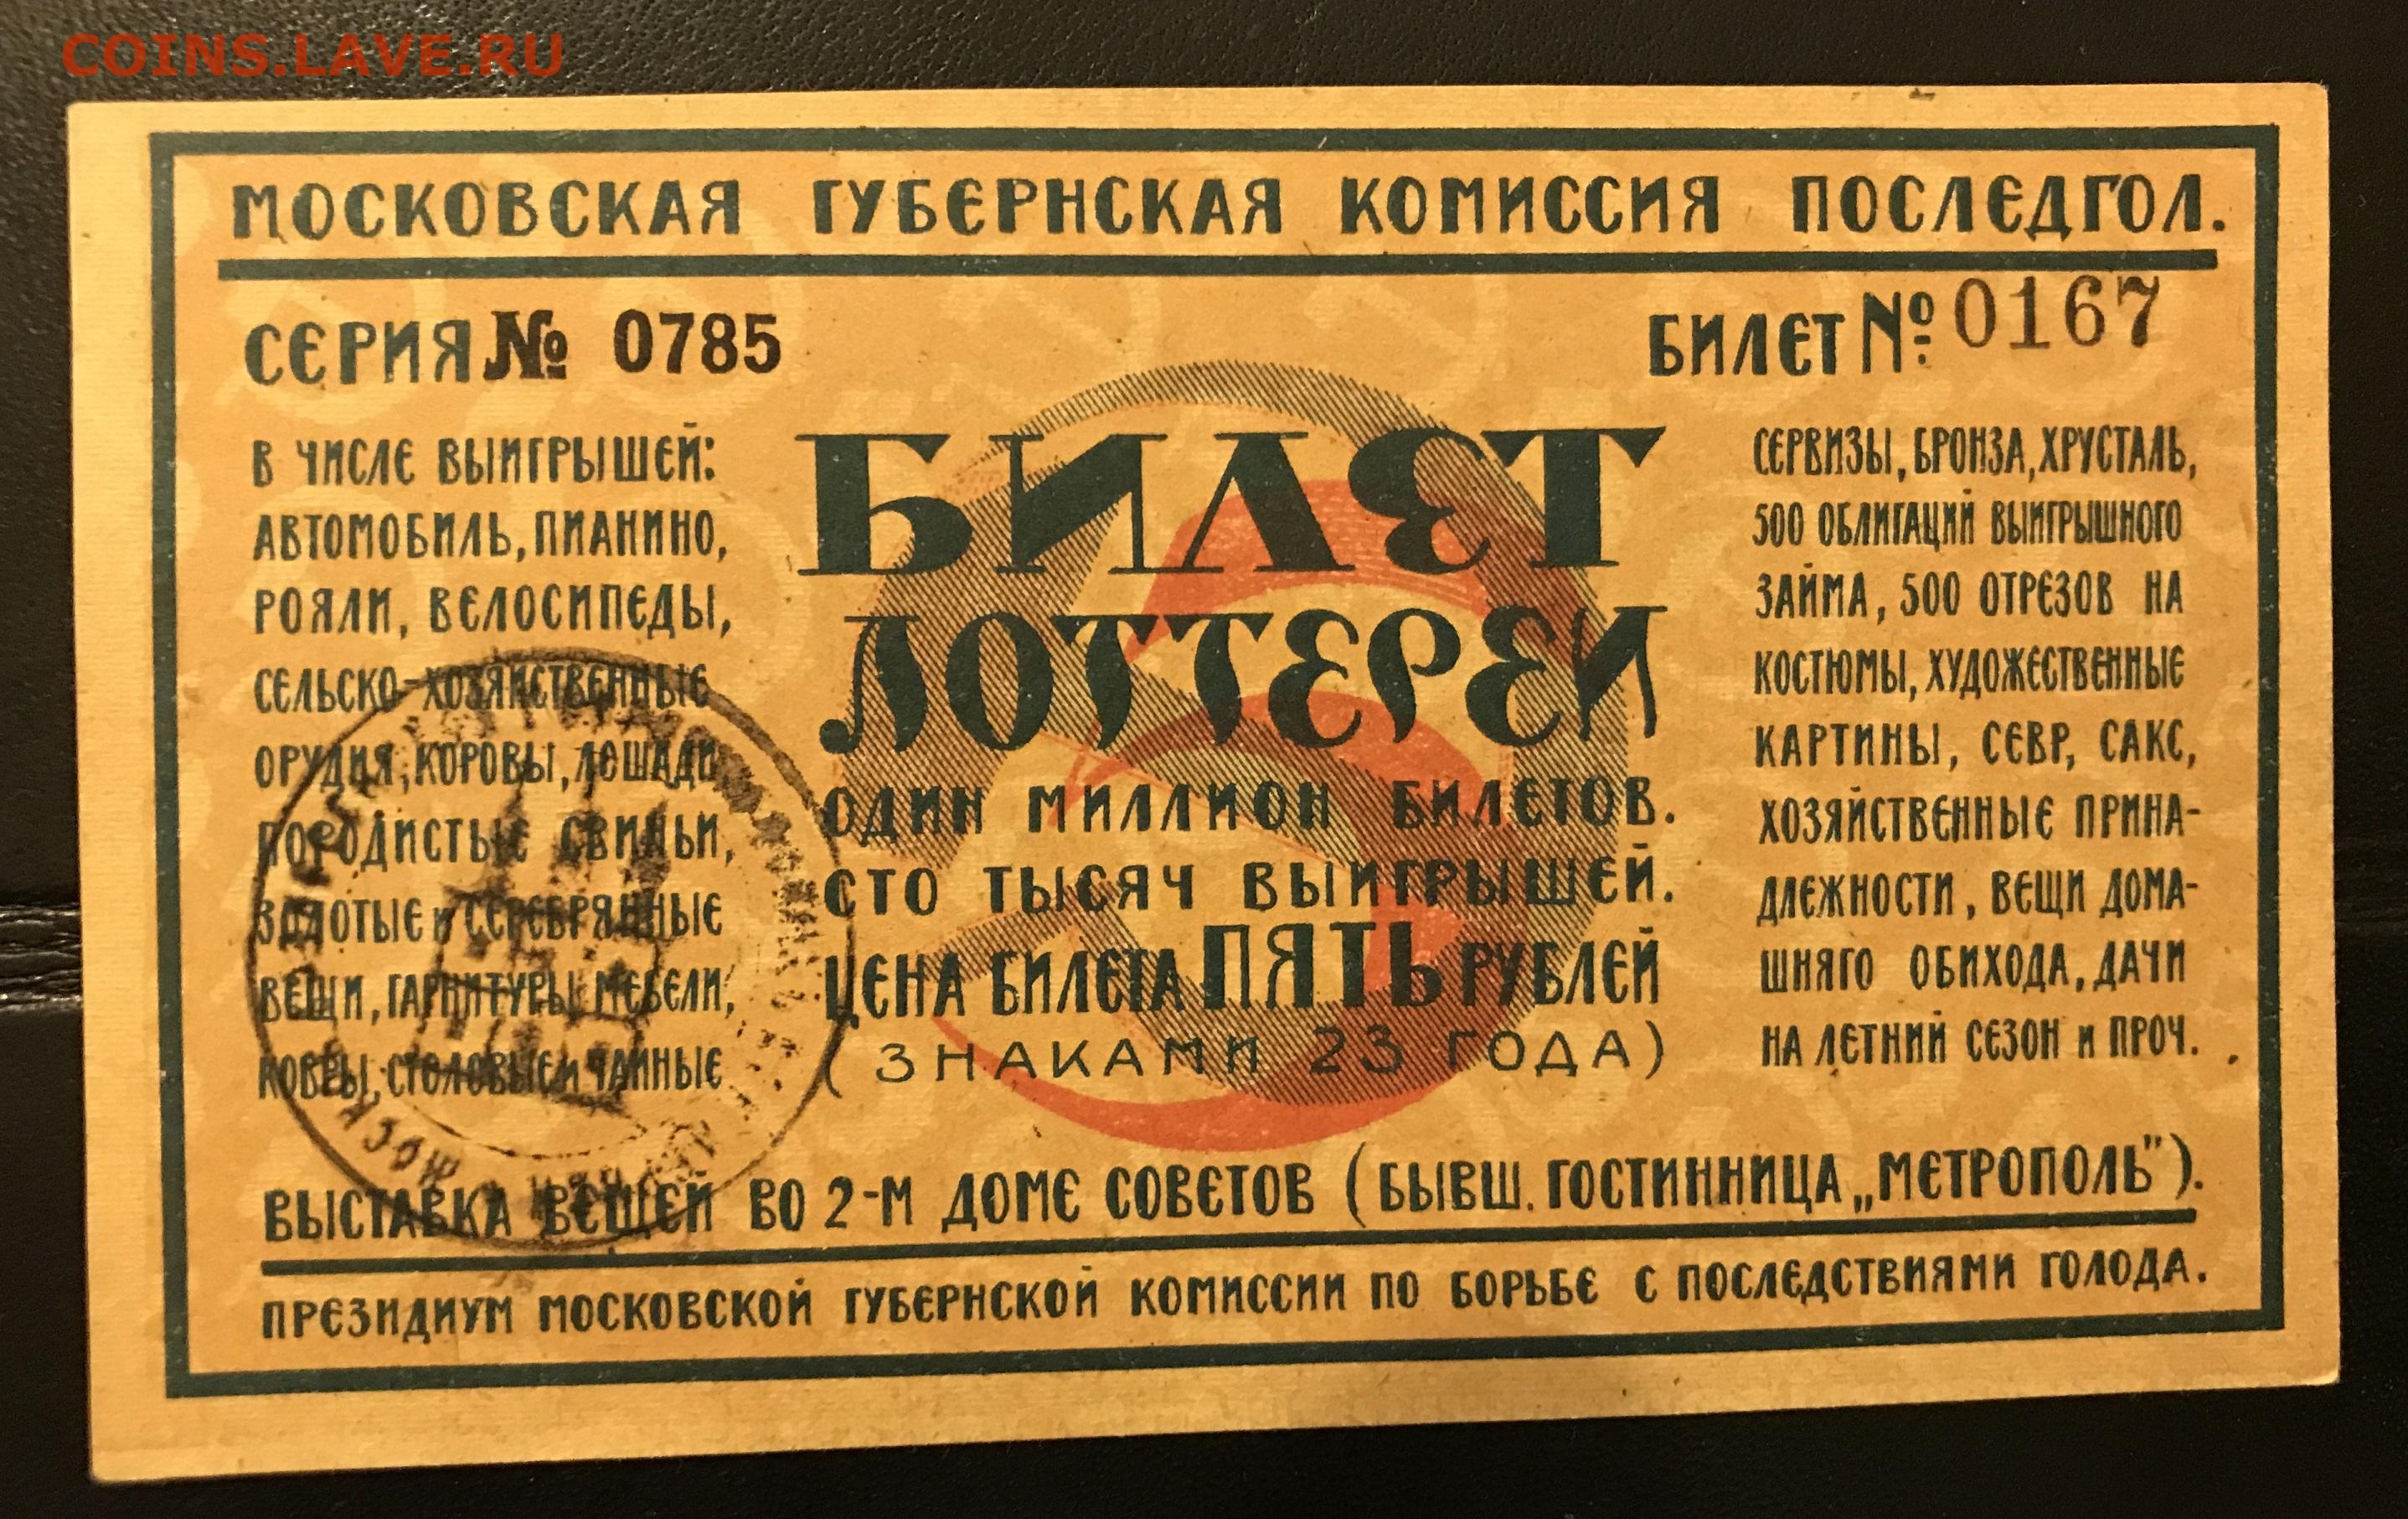 COINS.LAVE.RU
МОСКОВСКАЯ ГУБЕРНСКАЯ КОМИССИЯ ПОСЛЕДГОЛ.
СЕРИЯ № 0785
БИЛЕТ № 0167
В ЧИСЛЕ ВЫИГРЫШЕЙ:
АВТОМОБИЛЬ, ПИАНИНО,
РОЯЛИ, ВЕЛОСИПЕДЫ,
СЕЛЬСКО-ХОЗЯЙСТВЕННЫЕ
ОРУДИЯ, КОРОВЫ, ЛОШАДИ,
ПОРОДИСТЫЕ СВИНЬИ,
ЗОЛОТЫЕ и СЕРЕБРЯННЫЕ
ВЕЩИ, ГАРНИТУРЫ МЕБЕЛИ,
КОВРЫ, СТОЛОВЫЕ и ЧАЙНЫЕ
БИЛЕТ
ЛОТТЕРЕИ
ОДИН МИЛЛИОН БИЛЕТОВ.
СТО ТЫСЯЧ ВЫИГРЫШЕЙ.
ЦЕНА БИЛЕТА ПЯТЬ РУБЛЕЙ
(ЗНАКАМИ 23 ГОДА)
СЕРВИЗЫ, БРОНЗА, ХРУСТАЛЬ,
500 ОБЛИГАЦИЙ ВЫИГРЫШНОГО
ЗАЙМА, 500 ОТРЕЗОВ НА
КОСТЮМЫ, ХУДОЖЕСТВЕННЫЕ
КАРТИНЫ, СЕВР, САКС,
ХОЗЯЙСТВЕННЫЕ ПРИНА-
ДЛЕЖНОСТИ, ВЕЩИ ДОМА-
ШНЯГО ОБИХОДА, ДАЧИ
НА ЛЕТНИЙ СЕЗОН и ПРОЧ.
ВЫСТАВКА ВЕЩЕЙ ВО 2-М ДОМЕ СОВЕТОВ (БЫВШ. ГОСТИННИЦА „МЕТРОПОЛЬ").
ПРЕЗИДИУМ МОСКОВСКОЙ ГУБЕРНСКОЙ КОМИССИИ ПО БОРЬБЕ С ПОСЛЕДСТВИЯМИ ГОЛОДА.